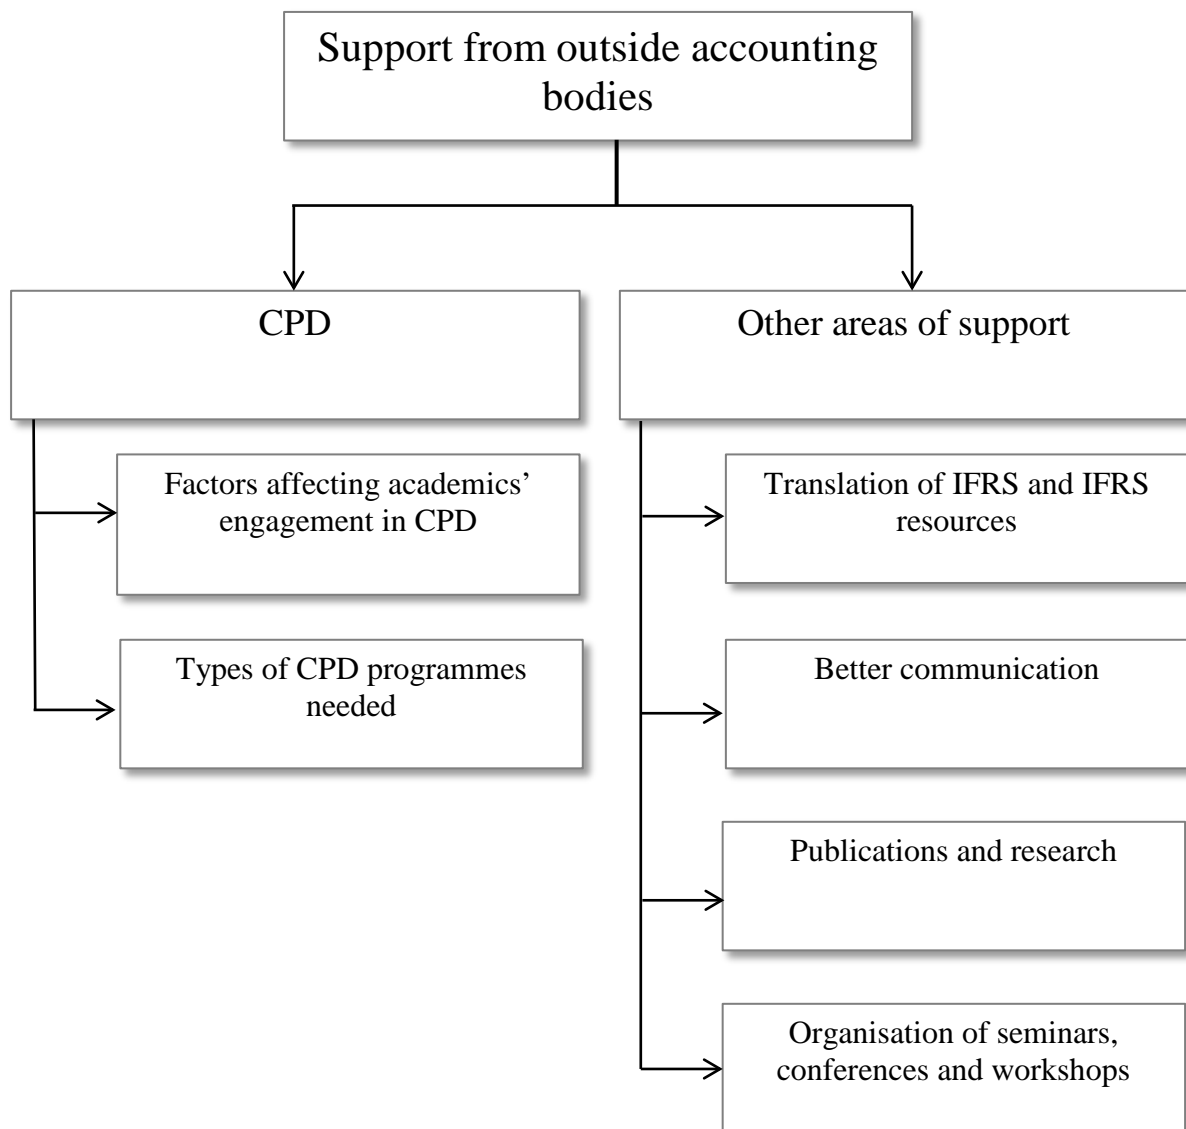 Support from outside accounting
bodies
CPD
Other areas of support
Factors affecting academics’
engagement in CPD
Types of CPD programmes
needed
Translation of IFRS and IFRS
resources
Better communication
Publications and research
Organisation of seminars,
conferences and workshops